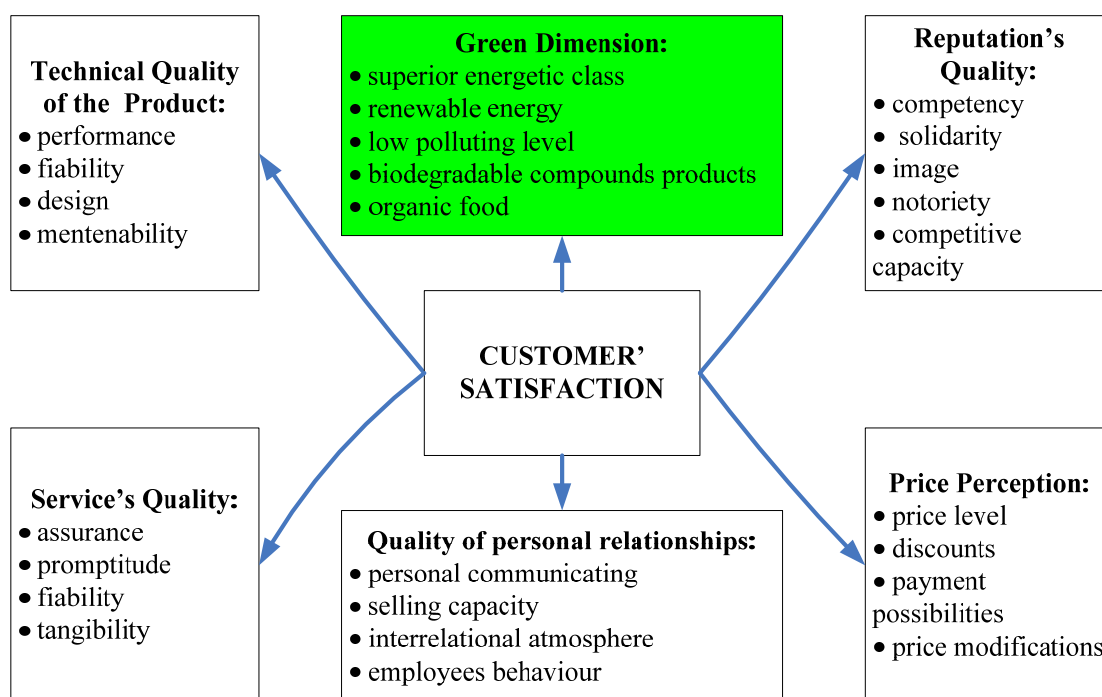 Technical Quality
of the Product:
• performance
• fiability
• design
• mentenability
Green Dimension:
• superior energetic class
• renewable energy
• low polluting level
• biodegradable compounds products
• organic food
Reputation’s
Quality:
• competency
• solidarity
• image
• notoriety
• competitive
capacity
CUSTOMER’
SATISFACTION
Service’s Quality:
• assurance
• promptitude
• fiability
• tangibility
Quality of personal relationships:
• personal communicating
• selling capacity
• interrelational atmosphere
• employees behaviour
Price Perception:
• price level
• discounts
• payment
possibilities
• price modifications